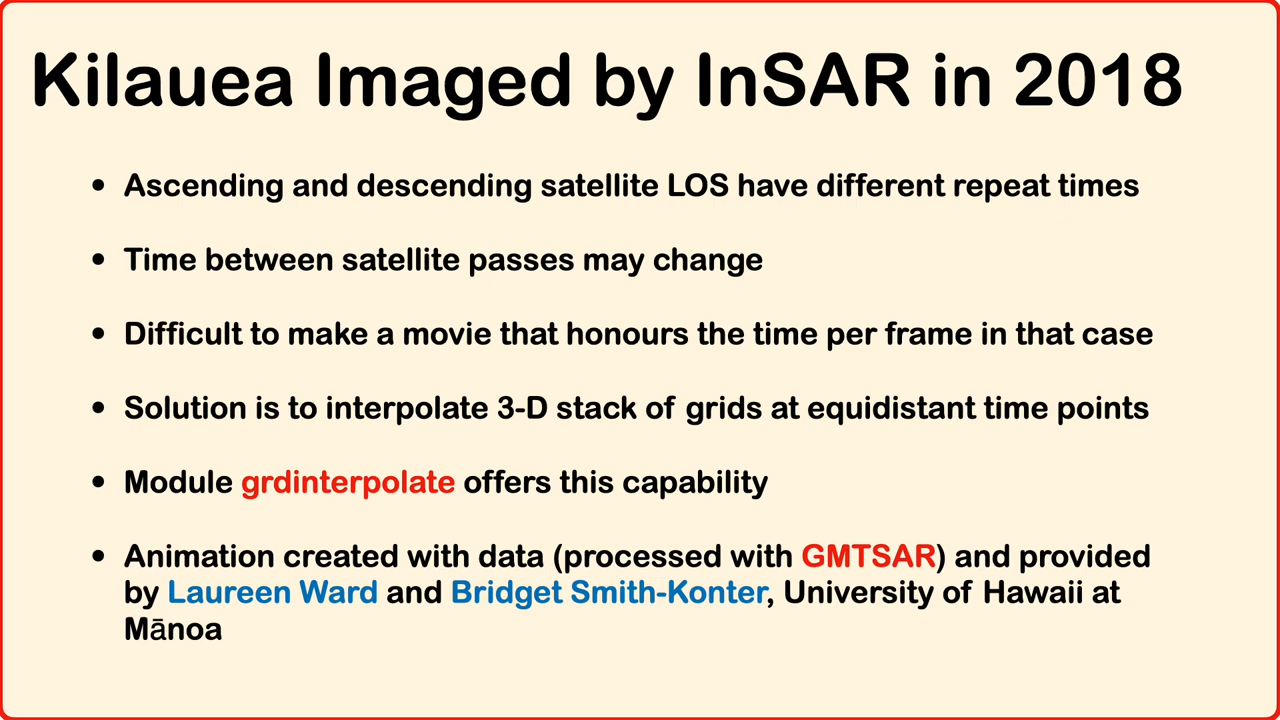 Kilauea Imaged by InSAR in 2018
• Ascending and descending satellite LOS have different repeat times
• Time between satellite passes may change
• Difficult to make a movie that honours the time per frame in that case
• Solution is to interpolate 3-D stack of grids at equidistant time points
• Module grdinterpolate offers this capability
• Animation created with data (processed with GMTSAR) and provided
by Laureen Ward and Bridget Smith-Konter, University of Hawaii at
Mānoa